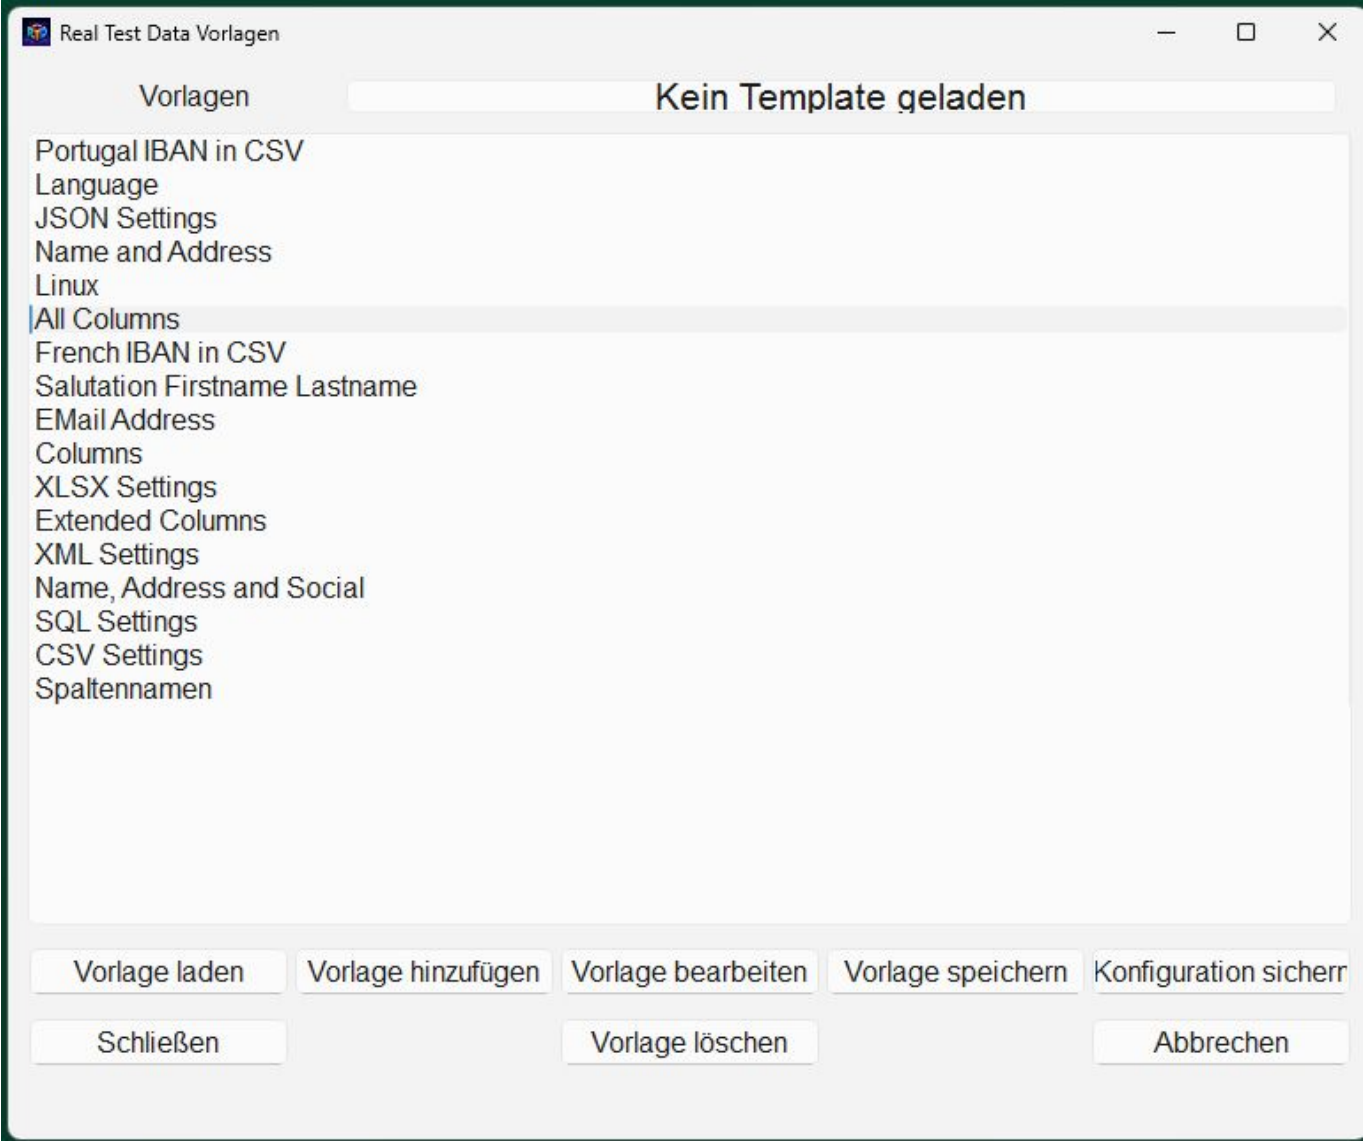 Real Test Data Vorlagen
Vorlagen
Kein Template geladen
Portugal IBAN in CSV
Language
JSON Settings
Name and Address
Linux
All Columns
French IBAN in CSV
Salutation Firstname Lastname
EMail Address
Columns
XLSX Settings
Extended Columns
XML Settings
Name, Address and Social
SQL Settings
CSV Settings
Spaltennamen
Vorlage laden
Vorlage hinzufügen
Vorlage bearbeiten
Vorlage speichern
Konfiguration sichern
Schließen
Vorlage löschen
Abbrechen